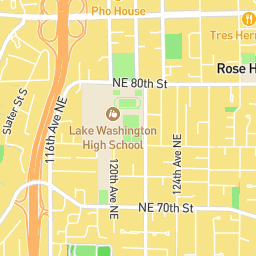 Pho House
Tres Herr
Rose H
NE 80th St
Slater St S
116th Ave NE
Lake Washington
High School
120th Ave NE
124th Ave NE
NE 70th St